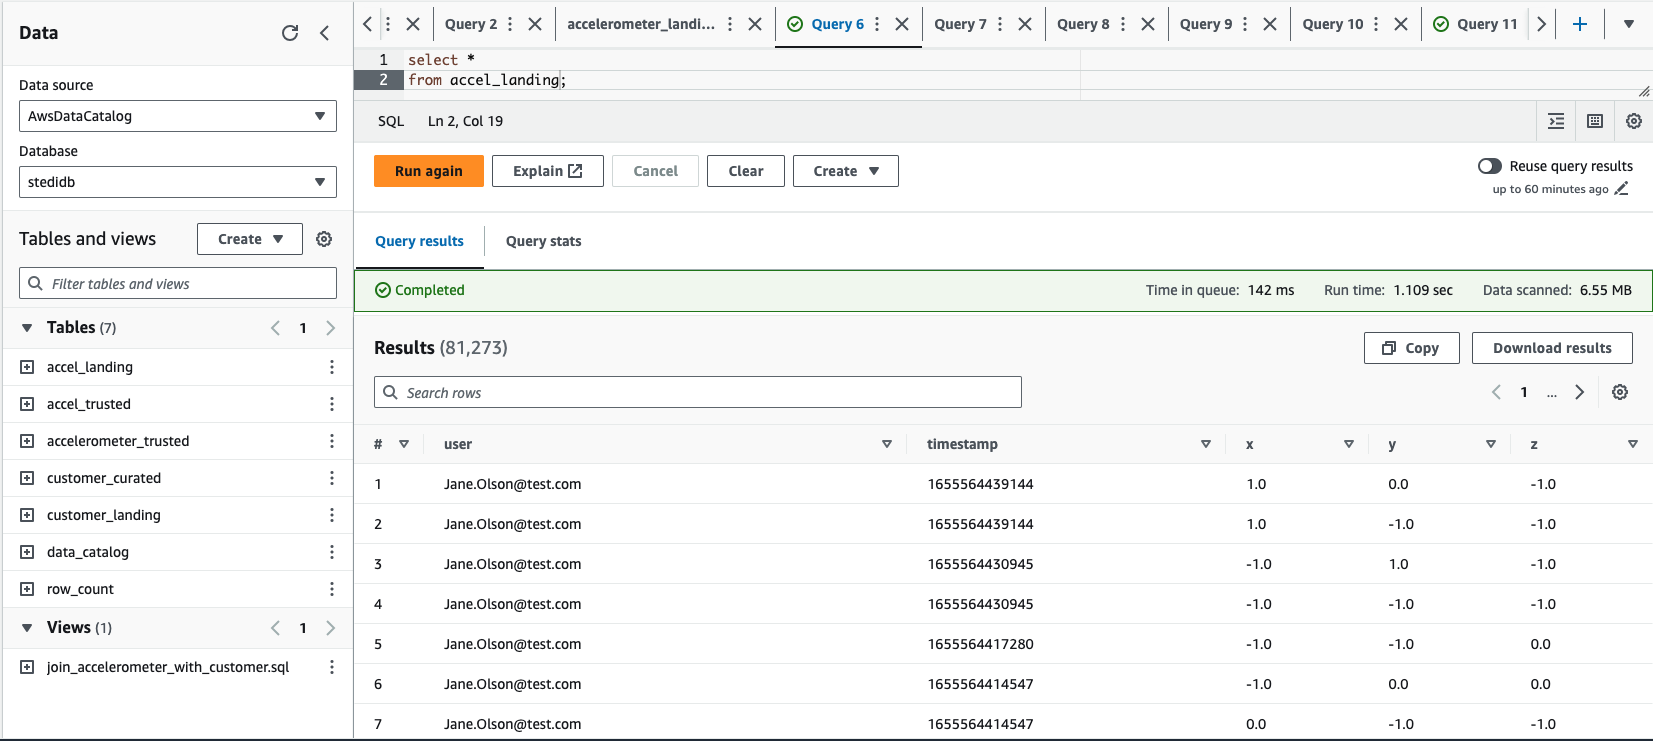 Data
Data source
AwsDataCatalog
Database
stedidb
Tables and views
Create
Filter tables and views
Tables (7)
1
accel_landing
accel_trusted
accelerometer_trusted
customer_curated
customer_landing
data_catalog
row_count
Views (1)
1
join_accelerometer_with_customer.sql
Query 2
accelerometer_landi...
Query 6
Query 7
Query 8
Query 9
Query 10
Query 11
1 select *
2 from accel_landing;
SQL Ln 2, Col 19
Run again
Explain
Cancel
Clear
Create
Reuse query results
up to 60 minutes ago
Query results
Query stats
Completed
Time in queue: 142 ms Run time: 1.109 sec Data scanned: 6.55 MB
Results (81,273)
Copy
Download results
Search rows
1 ...
# user timestamp x y z
1 Jane.Olson@test.com 1655564439144 1.0 0.0 -1.0
2 Jane.Olson@test.com 1655564439144 1.0 -1.0 -1.0
3 Jane.Olson@test.com 1655564430945 -1.0 1.0 -1.0
4 Jane.Olson@test.com 1655564430945 -1.0 -1.0 -1.0
5 Jane.Olson@test.com 1655564417280 -1.0 -1.0 0.0
6 Jane.Olson@test.com 1655564414547 -1.0 0.0 0.0
7 Jane.Olson@test.com 1655564414547 0.0 -1.0 -1.0